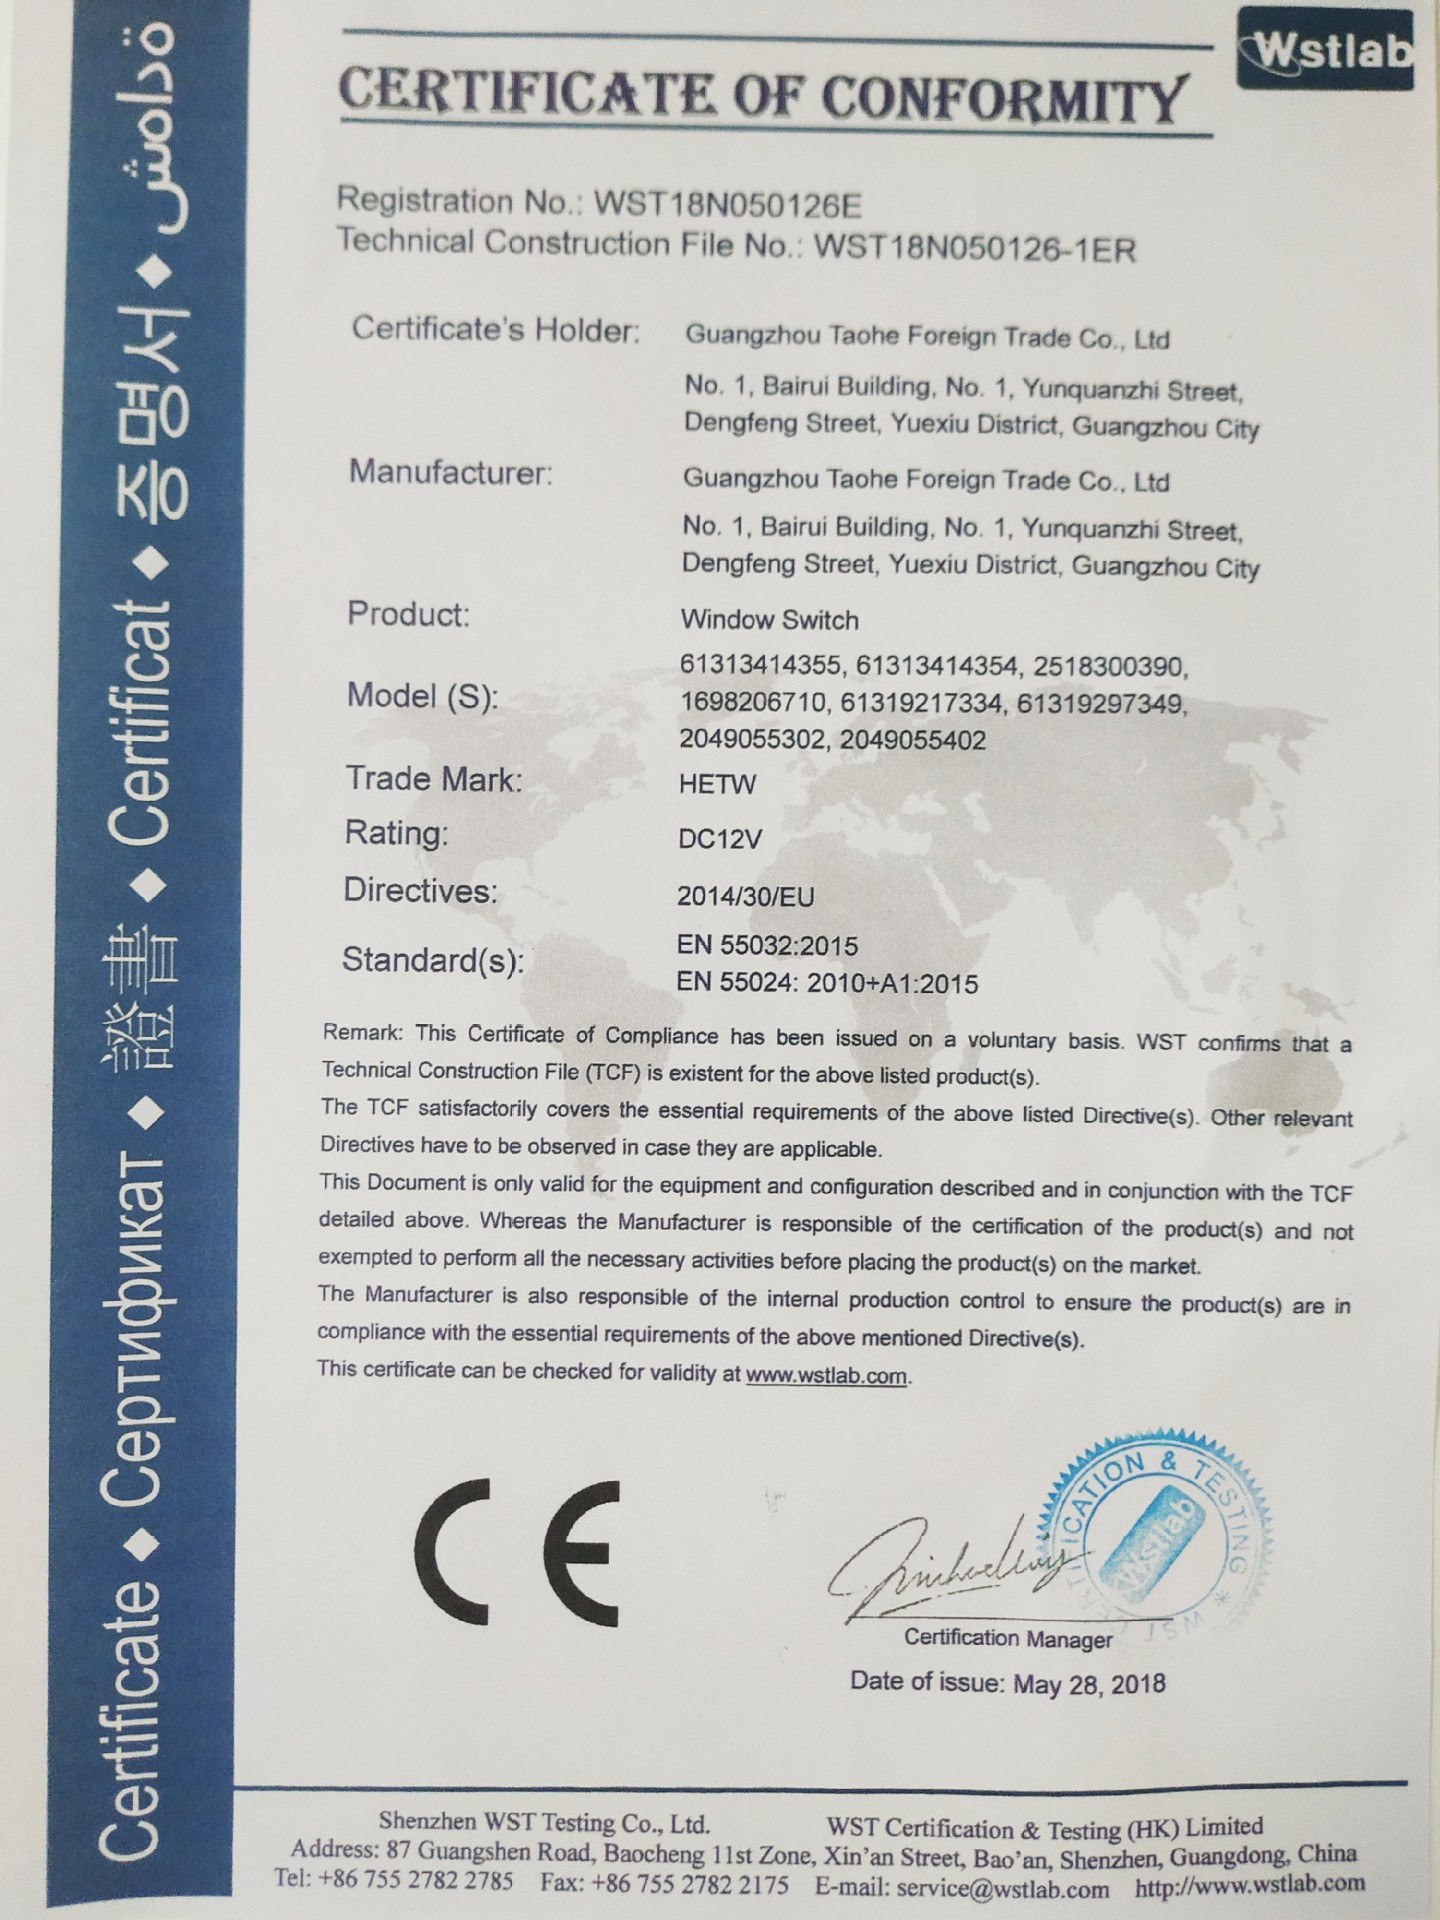 Wstlab
CERTIFICATE OF CONFORMITY
Registration No.: WST18N050126E
Technical Construction File No.: WST18N050126-1ER
Certificate's Holder: Guangzhou Taohe Foreign Trade Co., Ltd
No. 1, Bairui Building, No. 1, Yunquanzhi Street,
Dengfeng Street, Yuexiu District, Guangzhou City
Manufacturer: Guangzhou Taohe Foreign Trade Co., Ltd
No. 1, Bairui Building, No. 1, Yunquanzhi Street,
Dengfeng Street, Yuexiu District, Guangzhou City
Product: Window Switch
Model (S): 61313414355, 61313414354, 2518300390,
1698206710, 61319217334, 61319297349,
2049055302, 2049055402
Trade Mark: HETW
Rating: DC12V
Directives: 2014/30/EU
Standard(s): EN 55032:2015
EN 55024: 2010+A1:2015
Remark: This Certificate of Compliance has been issued on a voluntary basis. WST confirms that a
Technical Construction File (TCF) is existent for the above listed product(s).
The TCF satisfactorily covers the essential requirements of the above listed Directive(s). Other relevant
Directives have to be observed in case they are applicable.
This Document is only valid for the equipment and configuration described and in conjunction with the TCF
detailed above. Whereas the Manufacturer is responsible of the certification of the product(s) and not
exempted to perform all the necessary activities before placing the product(s) on the market.
The Manufacturer is also responsible of the internal production control to ensure the product(s) are in
compliance with the essential requirements of the above mentioned Directive(s).
This certificate can be checked for validity at www.wstlab.com.
CE
WST CERTIFICATION & TESTING *
Wstlab
Certification Manager
Date of issue: May 28, 2018
Shenzhen WST Testing Co., Ltd. WST Certification & Testing (HK) Limited
Address: 87 Guangshen Road, Baocheng 11st Zone, Xin'an Street, Bao'an, Shenzhen, Guangdong, China
Tel: +86 755 2782 2785 Fax: +86 755 2782 2175 E-mail: service@wstlab.com http://www.wstlab.com
Certificate ◆ Сертификат ◆ 證書 ◆ Certificat ◆ 증명서 ◆